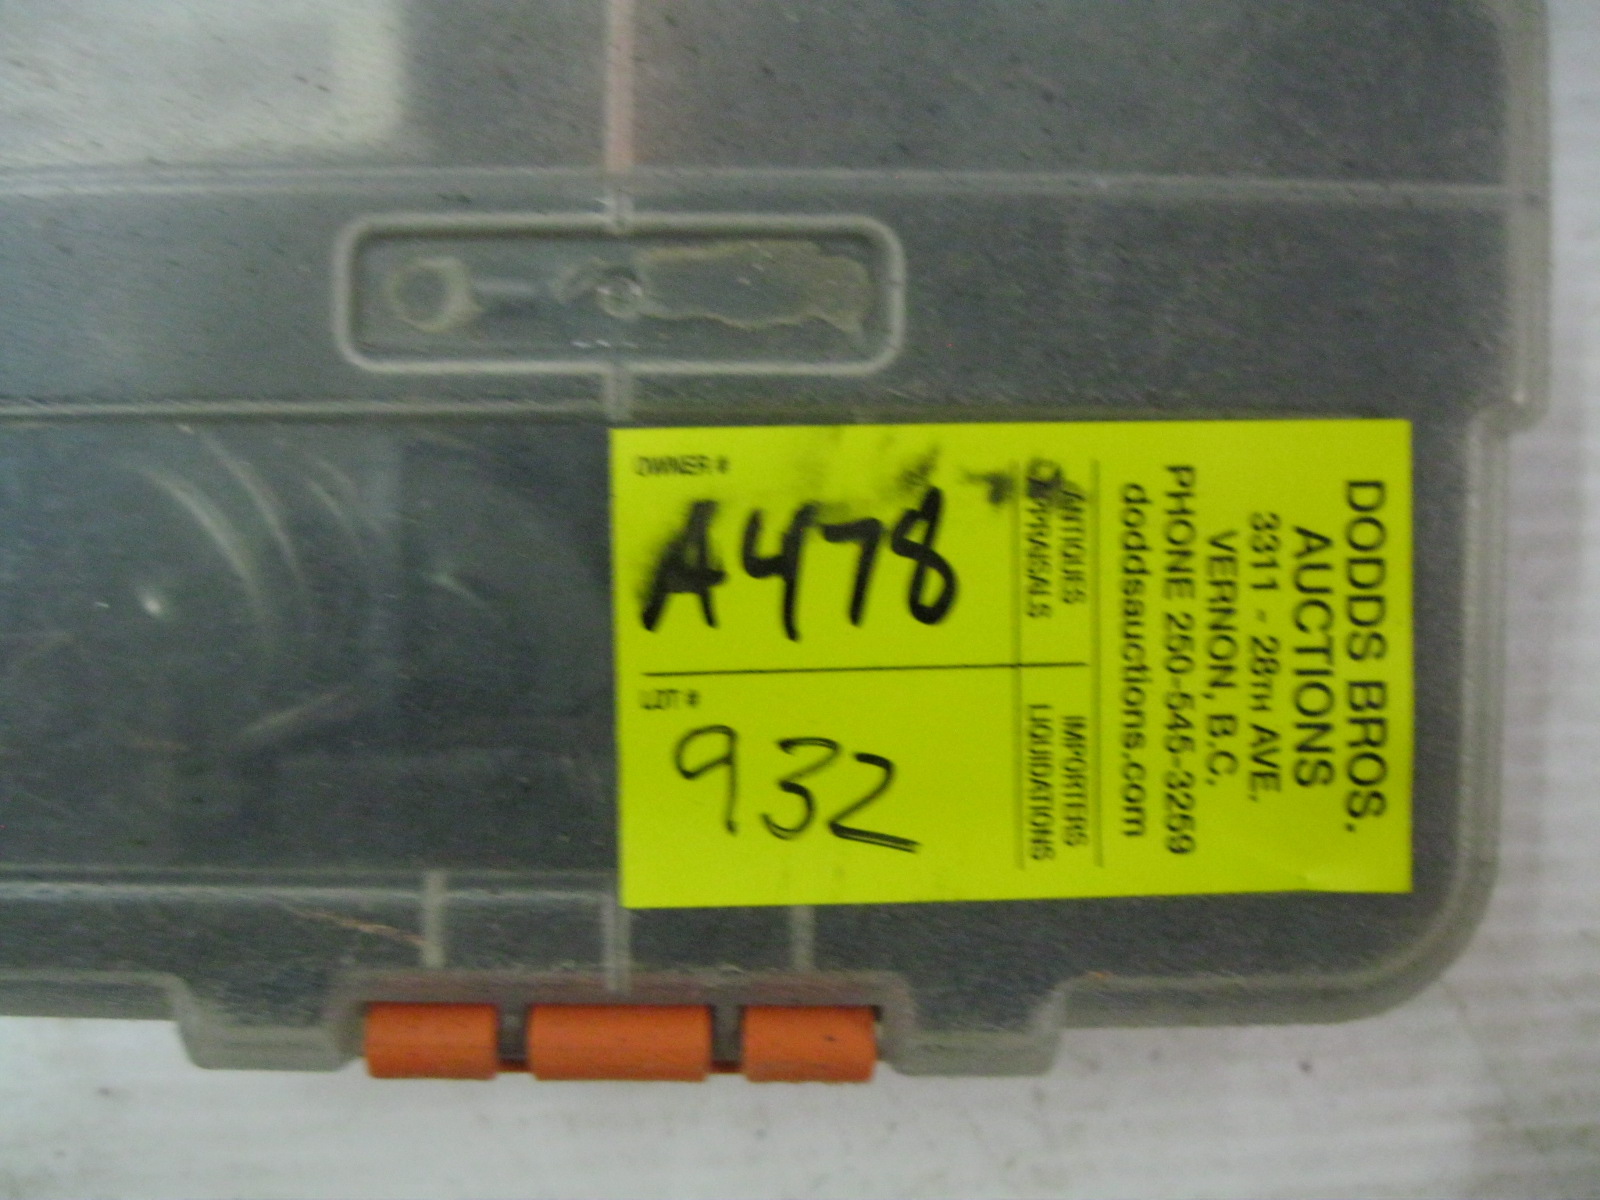 DODDS BROS.
AUCTIONS
3311 - 28TH AVE,
VERNON, B.C.
PHONE 250-545-3259
doddsauctions.com
ANTIQUES
APPRAISALS
IMPORTERS
LIQUIDATIONS
OWNER #
A478
LOT #
932